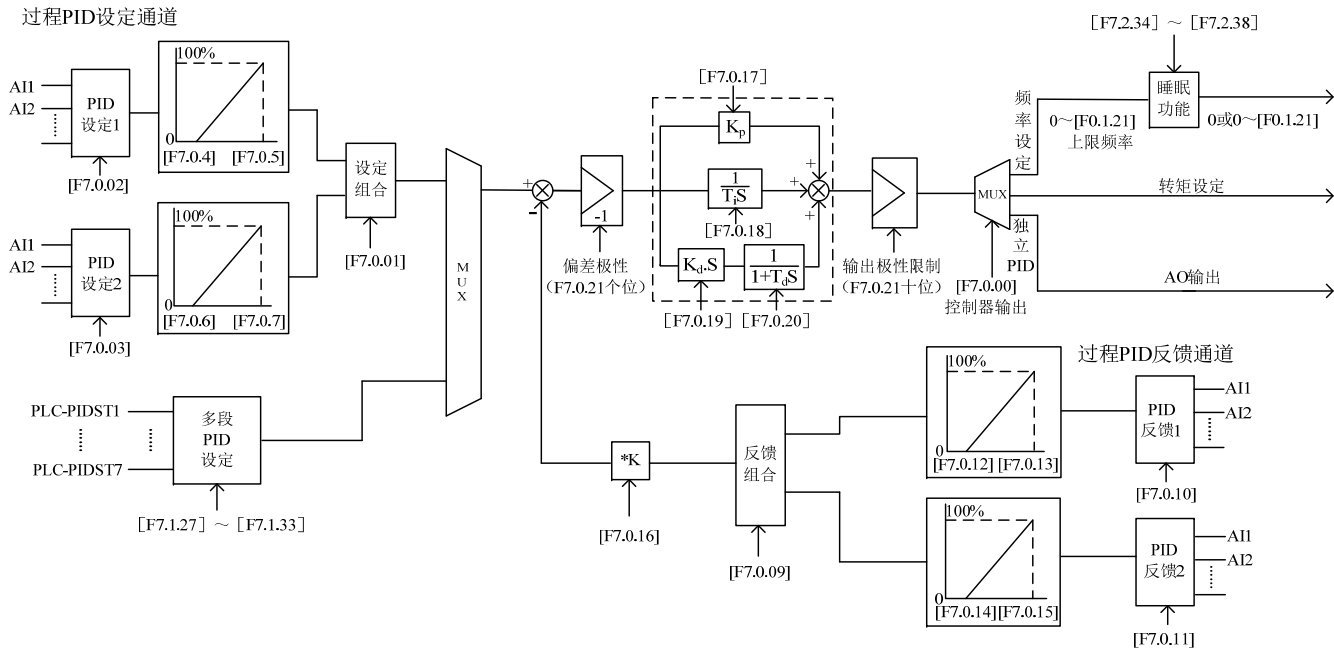 过程PID设定通道
AI1
AI2
PID
设定1
[F7.0.02]
100%
0
[F7.0.4]
[F7.0.5]
AI1
AI2
PID
设定2
[F7.0.03]
100%
0
[F7.0.6]
[F7.0.7]
设定
组合
[F7.0.01]
PLC-PIDST1
PLC-PIDST7
多段
PID
设定
[F7.1.27] ～ [F7.1.33]
MUX
+
-
-1
偏差极性
（F7.0.21个位）
[F7.0.17]
Kp
1
TiS
[F7.0.18]
Kd.S
1
1+TdS
[F7.0.19]
[F7.0.20]
+
+
+
输出极性限制
（F7.0.21十位）
MUX
[F7.0.00]
控制器输出
频率设定
0～[F0.1.21]
上限频率
[F7.2.34] ～ [F7.2.38]
睡眠
功能
0或0～[F0.1.21]
转矩设定
独立PID
AO输出
过程PID反馈通道
100%
0
[F7.0.12]
[F7.0.13]
PID
反馈1
AI1
AI2
[F7.0.10]
100%
0
[F7.0.14]
[F7.0.15]
PID
反馈2
AI1
AI2
[F7.0.11]
反馈
组合
[F7.0.09]
*K
[F7.0.16]